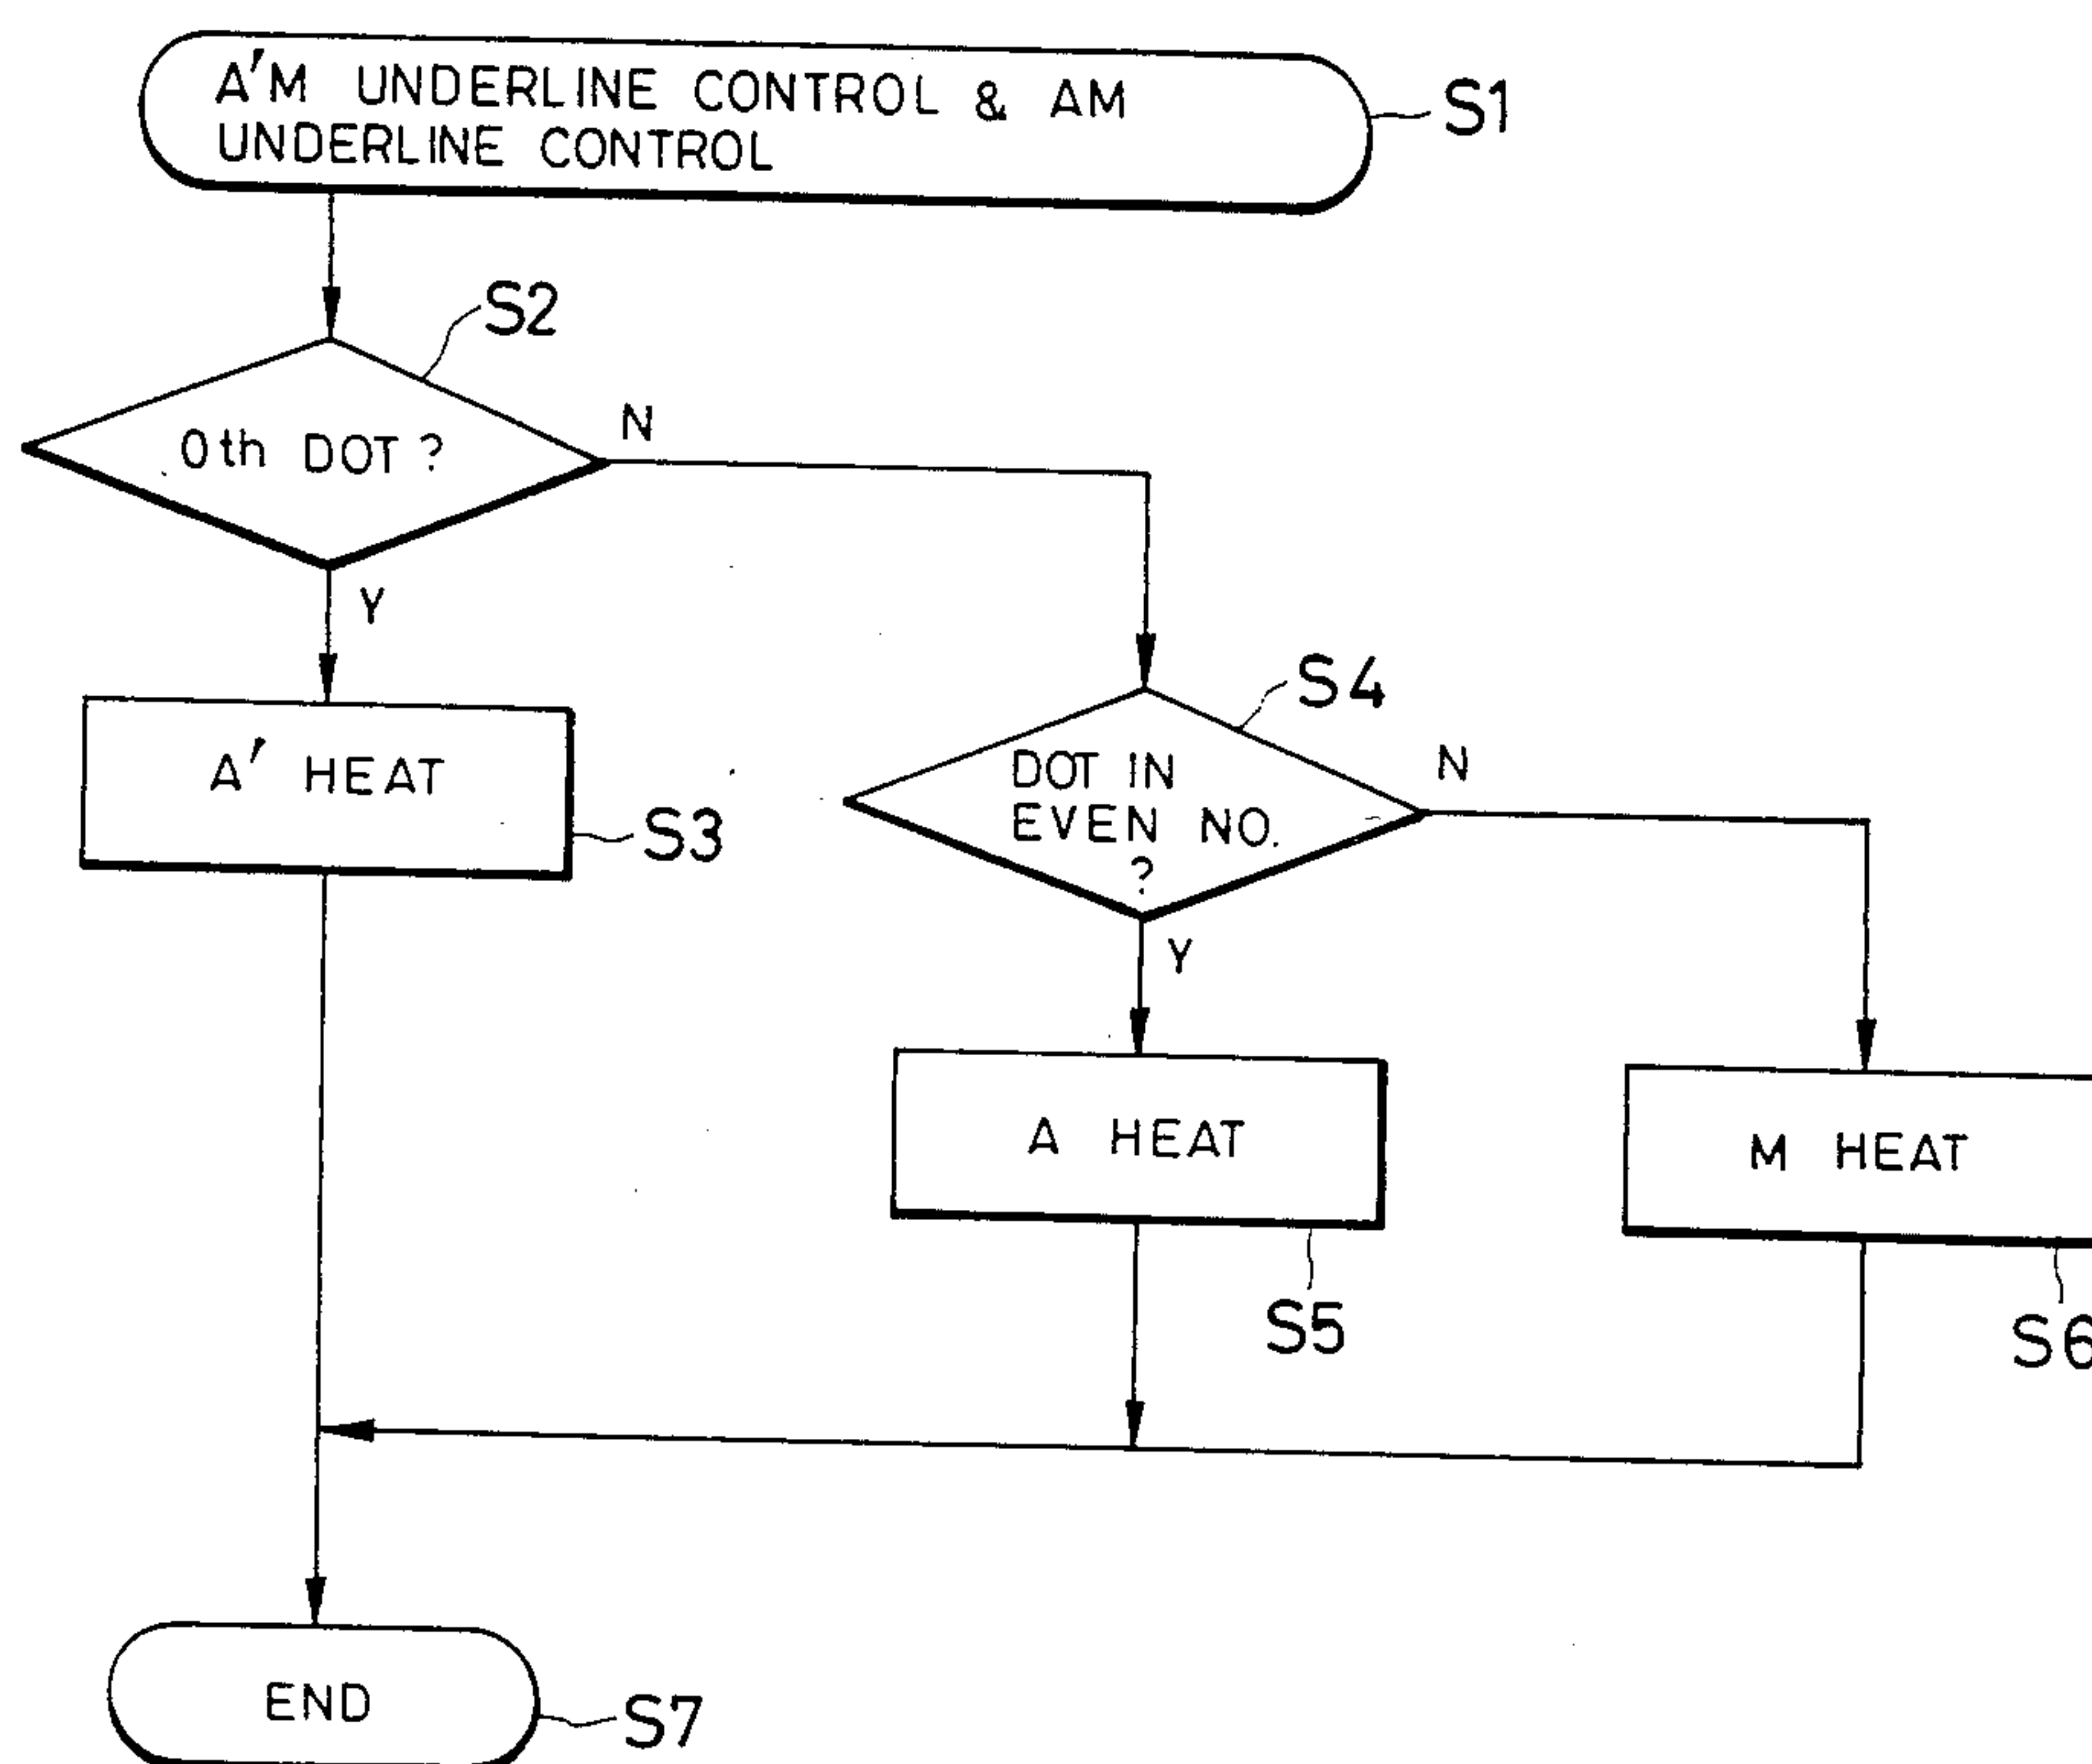 A'M UNDERLINE CONTROL & AM
UNDERLINE CONTROL
S1
S2
0th DOT ?
N
Y
A' HEAT
S3
S4
DOT IN
EVEN NO.
?
N
Y
A HEAT
M HEAT
S5
S6
END
S7